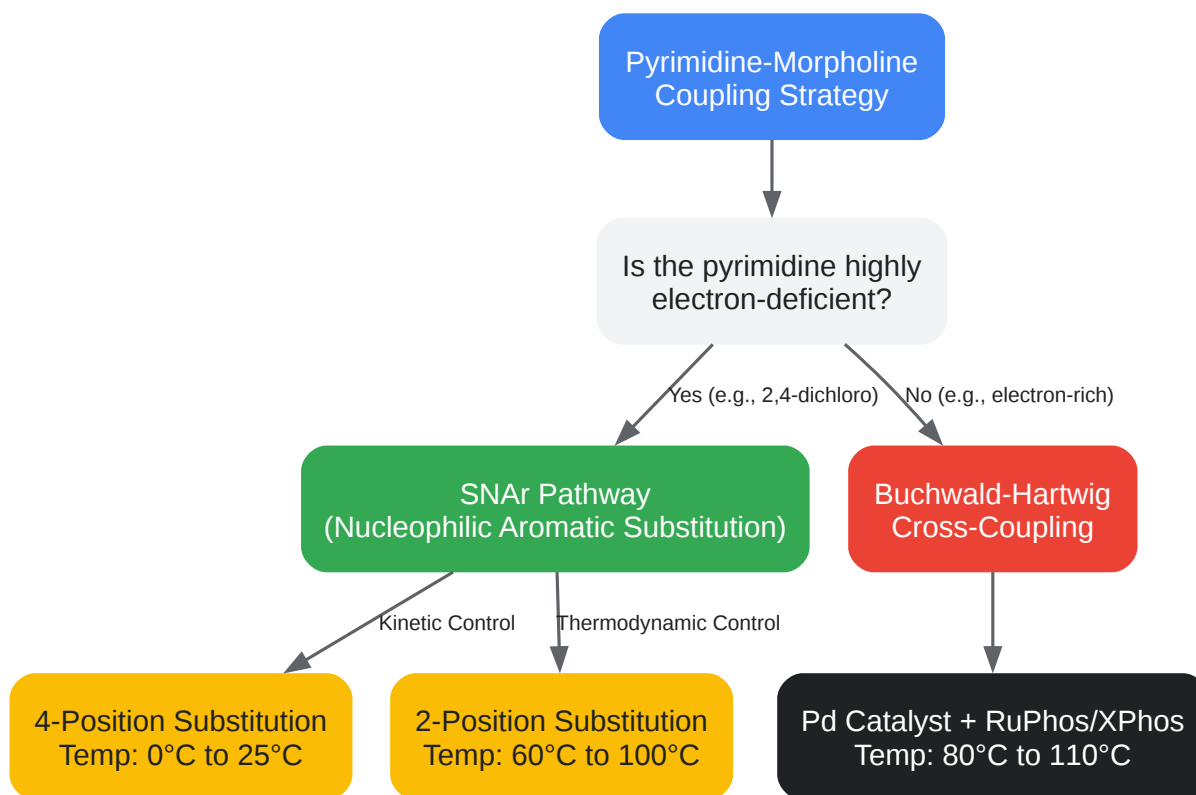 Pyrimidine-Morpholine
Coupling Strategy
Is the pyrimidine highly
electron-deficient?
Yes (e.g., 2,4-dichloro)
No (e.g., electron-rich)
SNAr Pathway
(Nucleophilic Aromatic Substitution)
Buchwald-Hartwig
Cross-Coupling
Kinetic Control
Thermodynamic Control
4-Position Substitution
Temp: 0°C to 25°C
2-Position Substitution
Temp: 60°C to 100°C
Pd Catalyst + RuPhos/XPhos
Temp: 80°C to 110°C